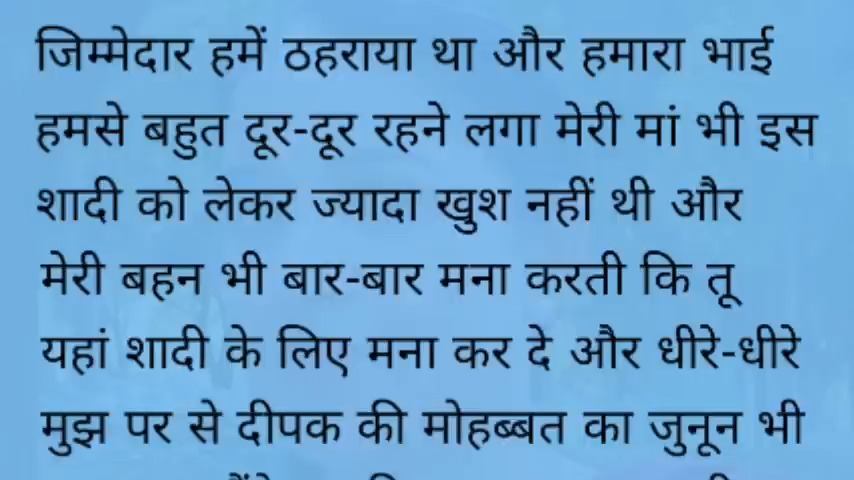 जिम्मेदार हमें ठहराया था और हमारा भाई
हमसे बहुत दूर-दूर रहने लगा मेरी मां भी इस
शादी को लेकर ज्यादा खुश नहीं थी और
मेरी बहन भी बार-बार मना करती कि तू
यहां शादी के लिए मना कर दे और धीरे-धीरे
मुझ पर से दीपक की मोहब्बत का जुनून भी